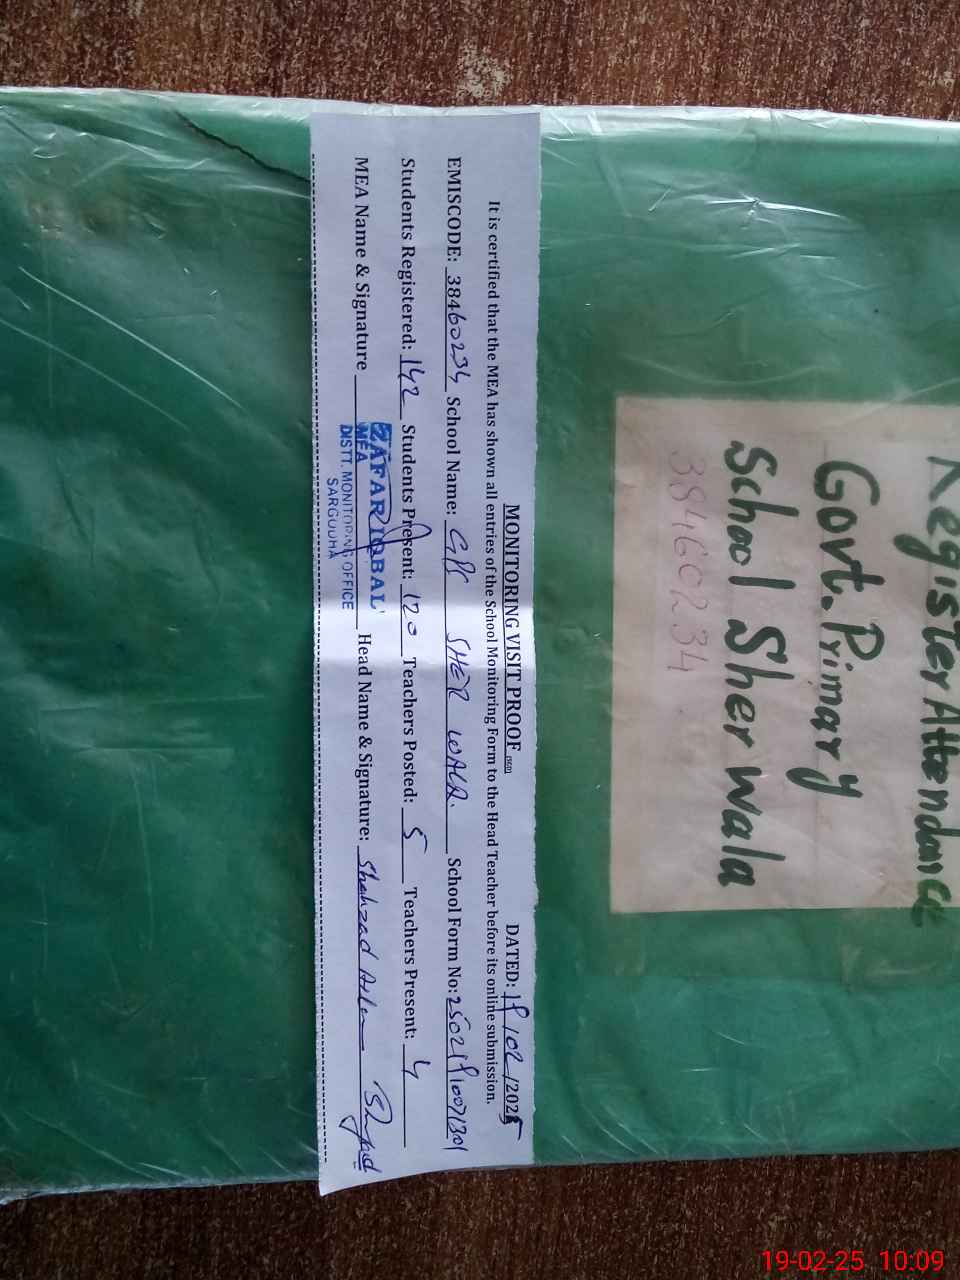 MONITORING VISIT PROOF DATED: 19/02/2025
It is certified that the MEA has shown all entries of the School Monitoring Form to the Head Teacher before its online submission.
EMISCODE: 38460234 School Name: GPS SHER WALA. School Form No: 25021910071301
Students Registered: 142 Students Present: 120 Teachers Posted: 5 Teachers Present: 4
MEA Name & Signature Head Name & Signature: Shahzad
ZAFAR IQBAL
MEA
DISTT. MONITORING OFFICE
SARGODHA
Register Attendance
Govt. Primary
School Sher Wala
38460234
19-02-25 10:09